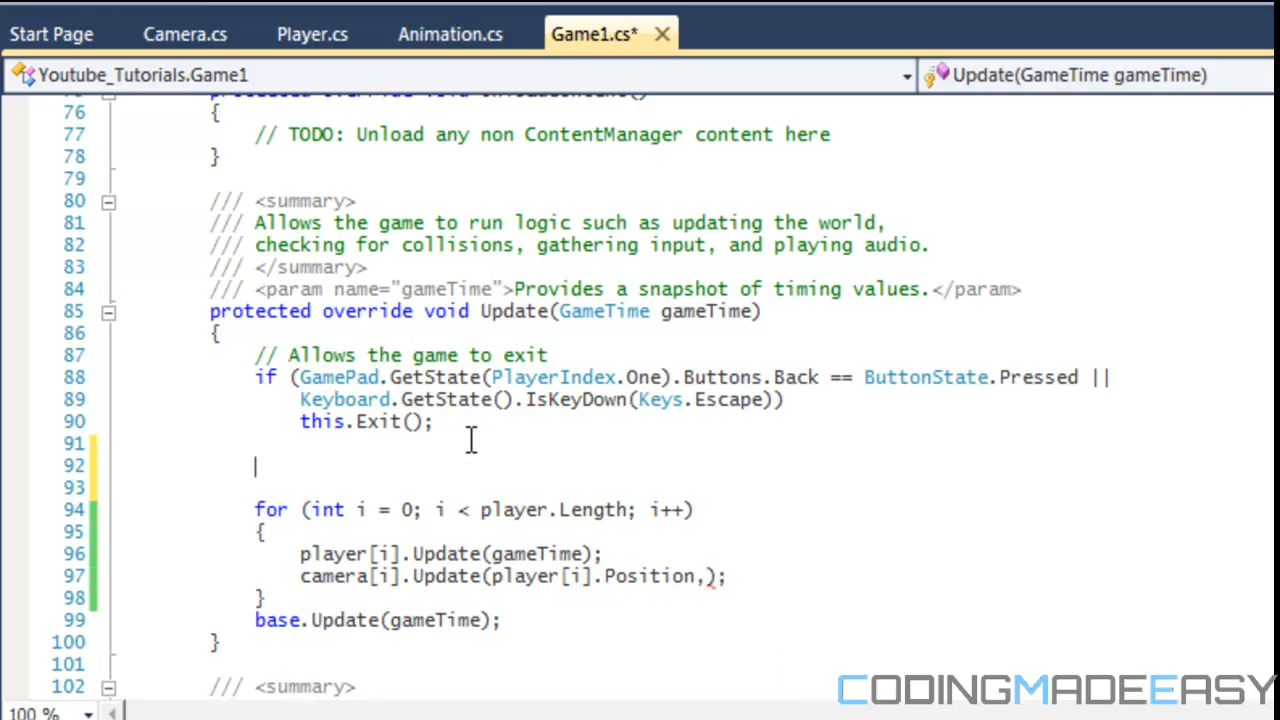 Start Page Camera.cs Player.cs Animation.cs Game1.cs*
Youtube_Tutorials.Game1 Update(GameTime gameTime)
76 {
77 // TODO: Unload any non ContentManager content here
78 }
79
80 /// <summary>
81 /// Allows the game to run logic such as updating the world,
82 /// checking for collisions, gathering input, and playing audio.
83 /// </summary>
84 /// <param name="gameTime">Provides a snapshot of timing values.</param>
85 protected override void Update(GameTime gameTime)
86 {
87 // Allows the game to exit
88 if (GamePad.GetState(PlayerIndex.One).Buttons.Back == ButtonState.Pressed ||
89 Keyboard.GetState().IsKeyDown(Keys.Escape))
90 this.Exit();
91
92
93
94 for (int i = 0; i < player.Length; i++)
95 {
96 player[i].Update(gameTime);
97 camera[i].Update(player[i].Position,);
98 }
99 base.Update(gameTime);
100 }
101
102 /// <summary>
100 %
CODINGMADEEASY